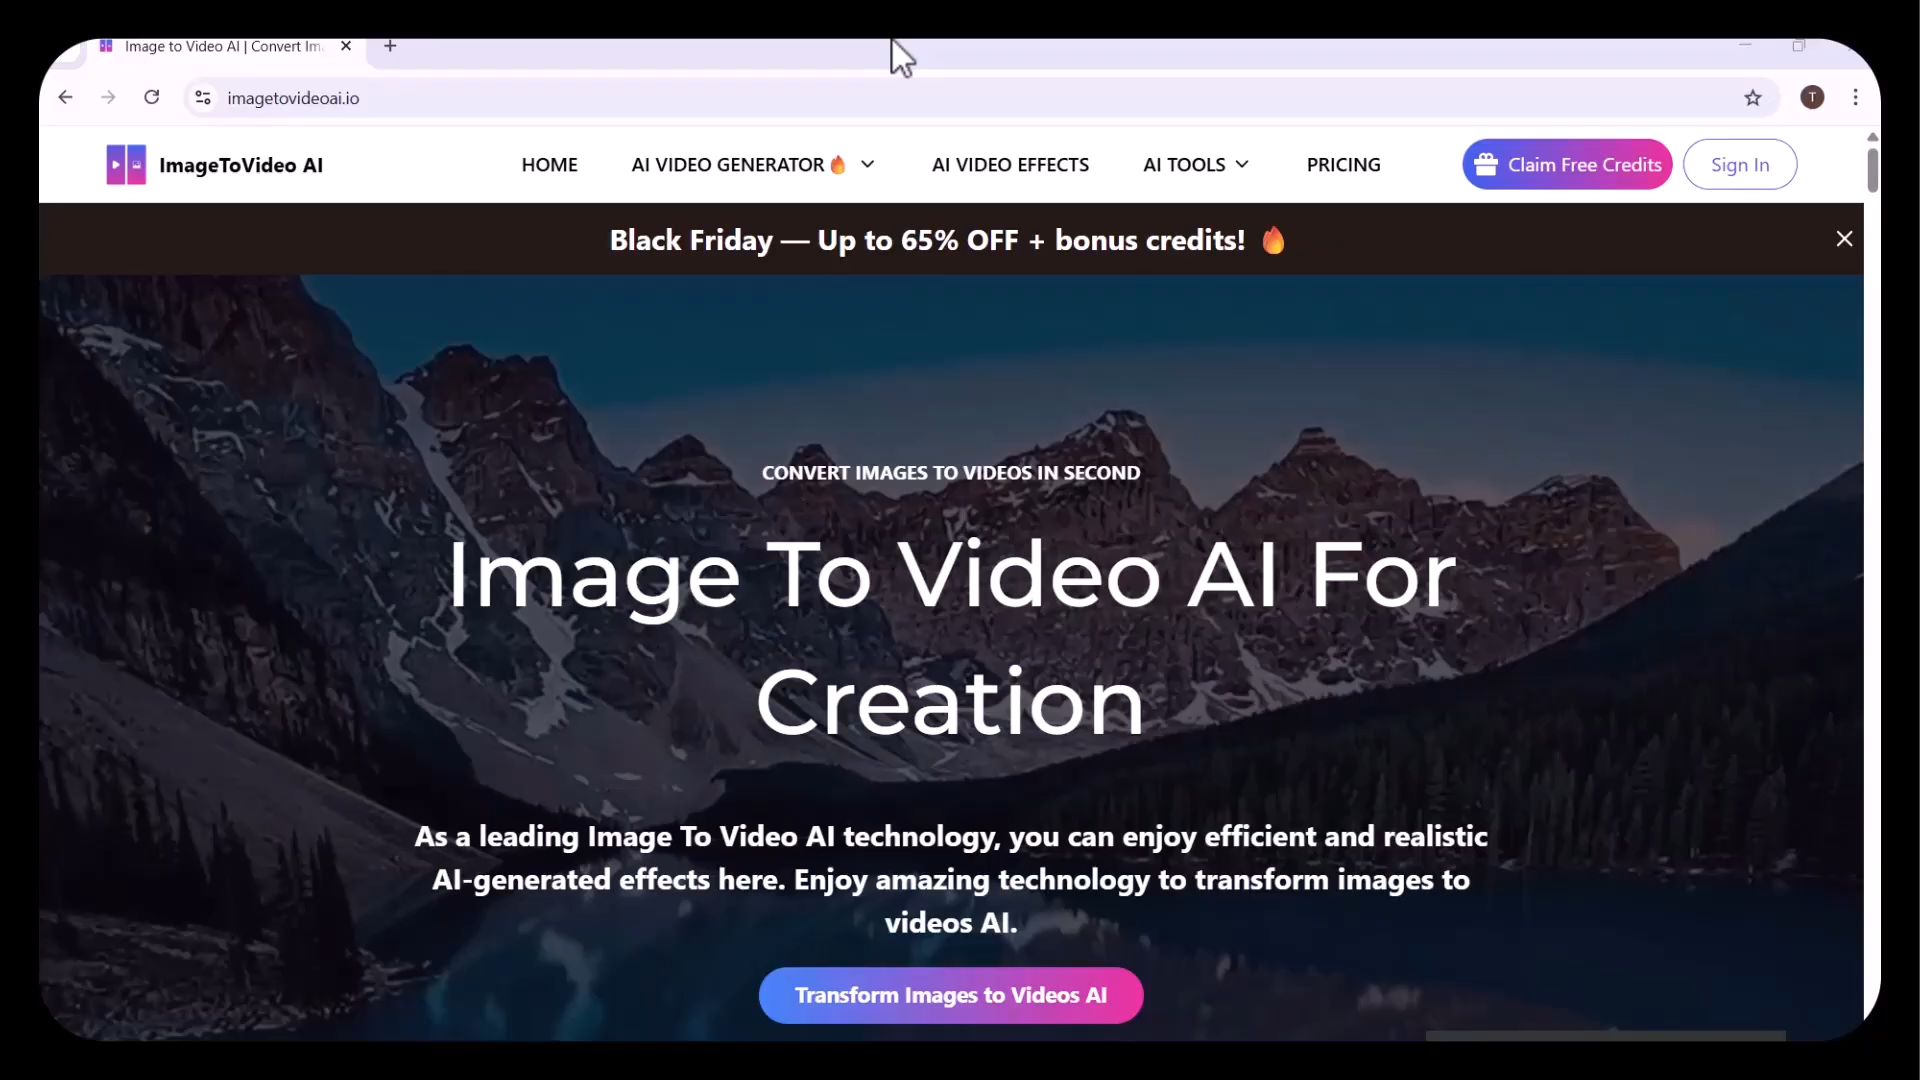 Image to Video AI | Convert Im
imagetovideoai.io
T
ImageToVideo AI
HOME
AI VIDEO GENERATOR🔥
AI VIDEO EFFECTS
AI TOOLS
PRICING
Claim Free Credits
Sign In
Black Friday — Up to 65% OFF + bonus credits! 🔥
CONVERT IMAGES TO VIDEOS IN SECOND
Image To Video AI For
Creation
As a leading Image To Video AI technology, you can enjoy efficient and realistic
AI-generated effects here. Enjoy amazing technology to transform images to
videos AI.
Transform Images to Videos AI